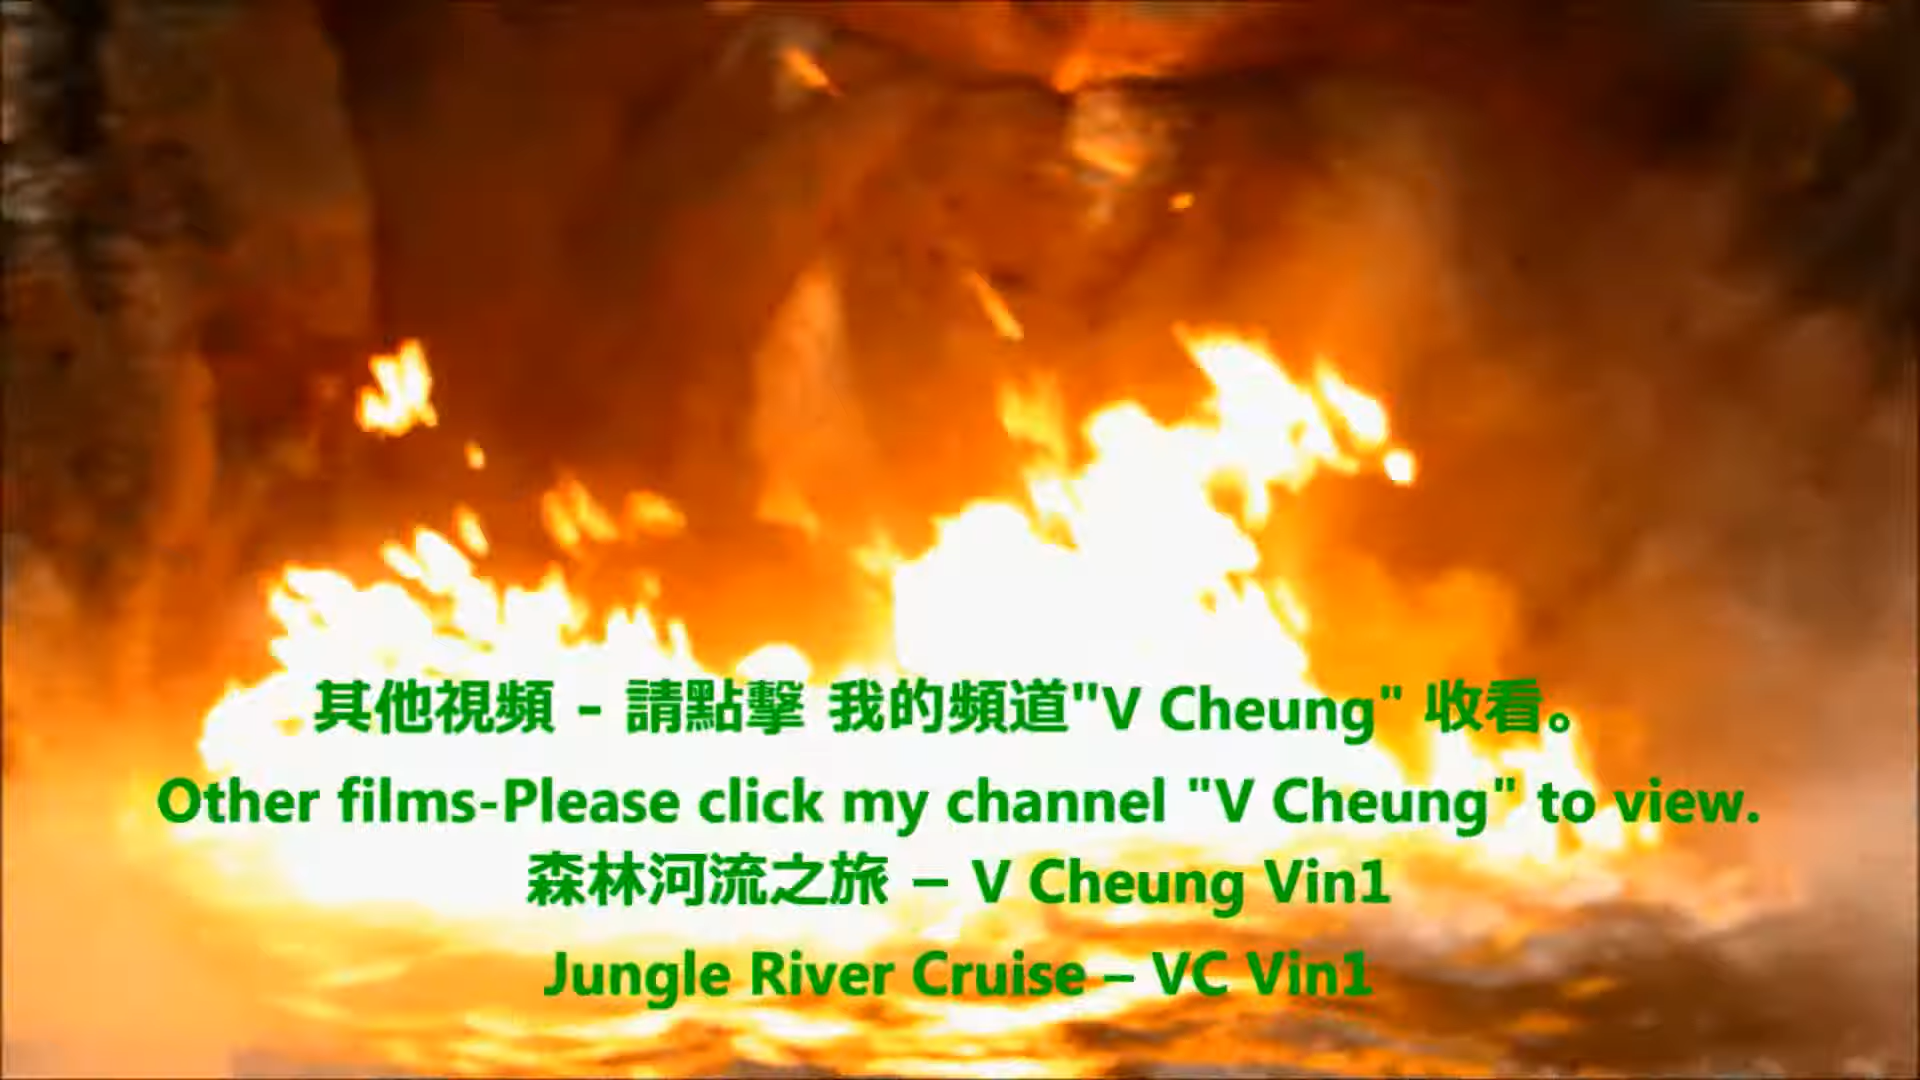 其他視頻 - 請點擊 我的頻道"V Cheung" 收看。
Other films-Please click my channel "V Cheung" to view.
森林河流之旅 – V Cheung Vin1
Jungle River Cruise – VC Vin1